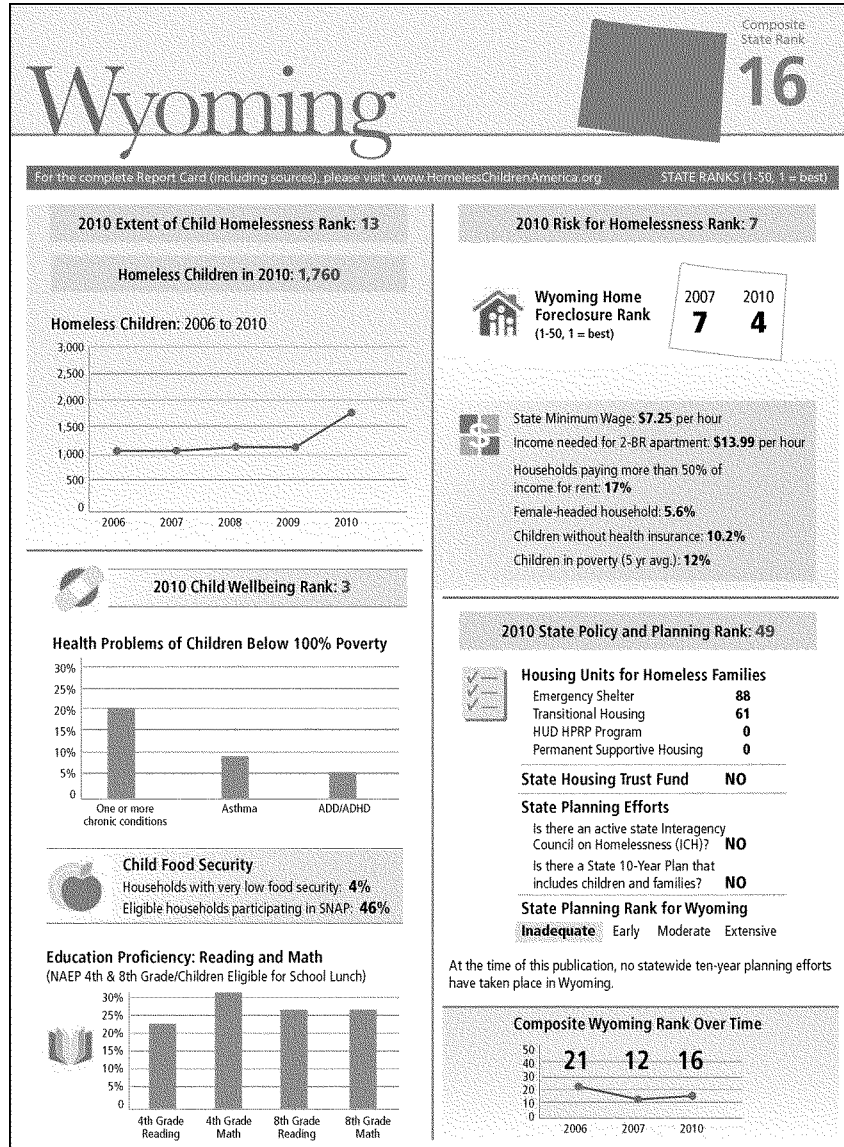 Composite
State Rank
16
Wyoming
For the complete Report Card (including sources), please visit: www.HomelessChildrenAmerica.org
STATE RANKS (1-50, 1 = best)
2010 Extent of Child Homelessness Rank: 13
Homeless Children in 2010: 1,760
Homeless Children: 2006 to 2010
3,000
2,500
2,000
1,500
1,000
500
0
2006 2007 2008 2009 2010
2010 Child Wellbeing Rank: 3
Health Problems of Children Below 100% Poverty
30%
25%
20%
15%
10%
5%
0
One or more
chronic conditions
Asthma
ADD/ADHD
Child Food Security
Households with very low food security: 4%
Eligible households participating in SNAP: 46%
Education Proficiency: Reading and Math
(NAEP 4th & 8th Grade/Children Eligible for School Lunch)
30%
25%
20%
15%
10%
5%
0
4th Grade
Reading
4th Grade
Math
8th Grade
Reading
8th Grade
Math
2010 Risk for Homelessness Rank: 7
Wyoming Home
Foreclosure Rank
(1-50, 1 = best)
2007 2010
7 4
$
State Minimum Wage: $7.25 per hour
Income needed for 2-BR apartment: $13.99 per hour
Households paying more than 50% of
income for rent: 17%
Female-headed household: 5.6%
Children without health insurance: 10.2%
Children in poverty (5 yr avg.): 12%
2010 State Policy and Planning Rank: 49
Housing Units for Homeless Families
Emergency Shelter 88
Transitional Housing 61
HUD HPRP Program 0
Permanent Supportive Housing 0
State Housing Trust Fund NO
State Planning Efforts
Is there an active state Interagency
Council on Homelessness (ICH)? NO
Is there a State 10-Year Plan that
includes children and families? NO
State Planning Rank for Wyoming
Inadequate Early Moderate Extensive
At the time of this publication, no statewide ten-year planning efforts
have taken place in Wyoming.
Composite Wyoming Rank Over Time
50
40
30
20
10
0
21 12 16
2006 2007 2010